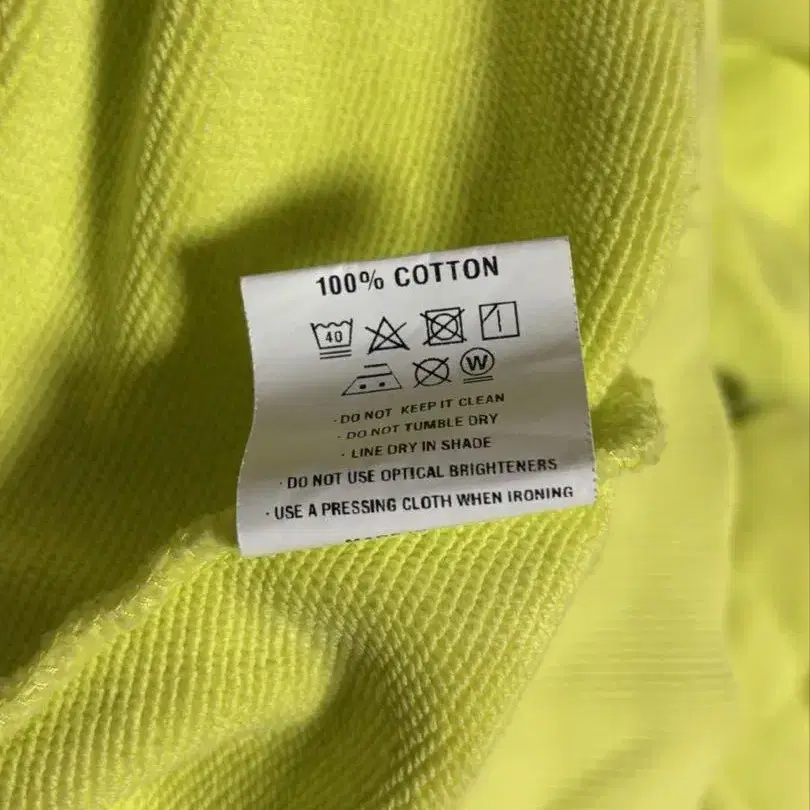 100% COTTON
40
W
· DO NOT KEEP IT CLEAN
· DO NOT TUMBLE DRY
· LINE DRY IN SHADE
· DO NOT USE OPTICAL BRIGHTENERS
· USE A PRESSING CLOTH WHEN IRONING